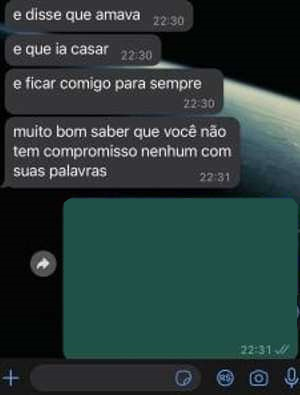 e disse que amava 22:30
e que ia casar 22:30
e ficar comigo para sempre
22:30
muito bom saber que você não
tem compromisso nenhum com
suas palavras 22:31
22:31
R$